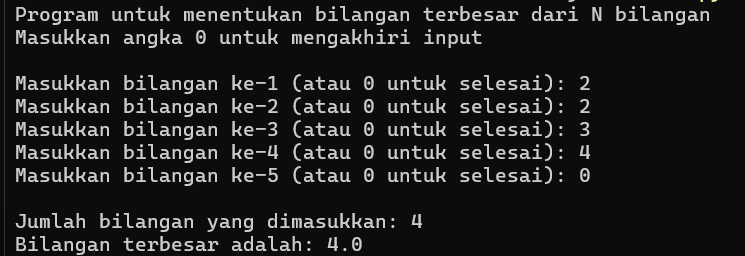 Program untuk menentukan bilangan terbesar dari N bilangan
Masukkan angka 0 untuk mengakhiri input
Masukkan bilangan ke-1 (atau 0 untuk selesai): 2
Masukkan bilangan ke-2 (atau 0 untuk selesai): 2
Masukkan bilangan ke-3 (atau 0 untuk selesai): 3
Masukkan bilangan ke-4 (atau 0 untuk selesai): 4
Masukkan bilangan ke-5 (atau 0 untuk selesai): 0
Jumlah bilangan yang dimasukkan: 4
Bilangan terbesar adalah: 4.0